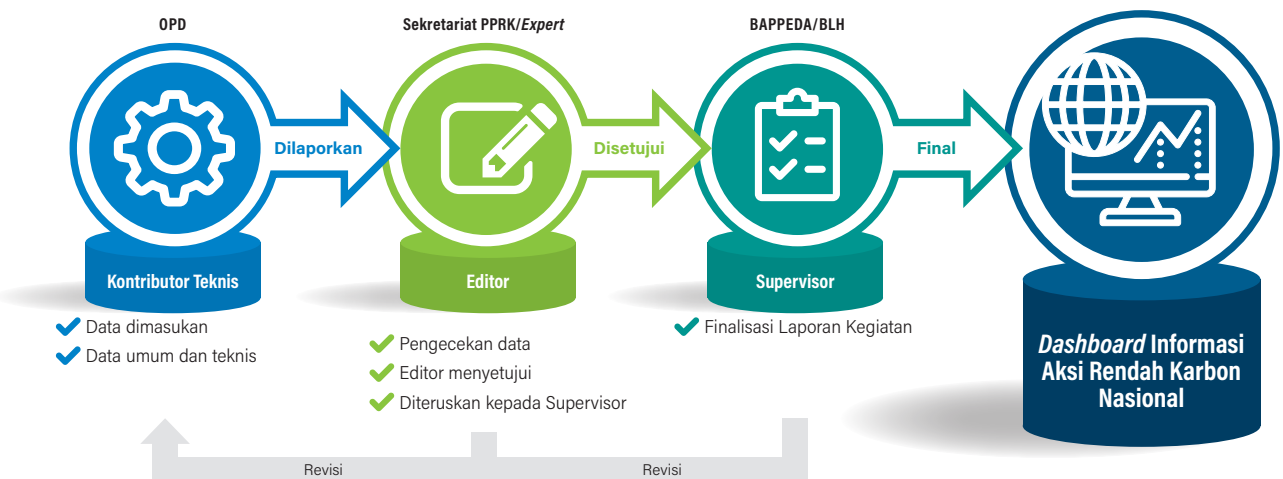 OPD
Sekretariat PPRK/Expert
BAPPEDA/BLH
Dilaporkan
Disetujui
Final
Kontributor Teknis
Editor
Supervisor
Data dimasukan
Data umum dan teknis
Pengecekan data
Editor menyetujui
Diteruskan kepada Supervisor
Finalisasi Laporan Kegiatan
Dashboard Informasi
Aksi Rendah Karbon
Nasional
Revisi
Revisi